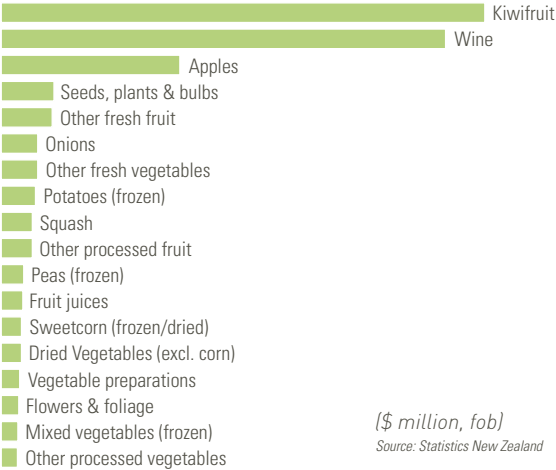 Kiwifruit
Wine
Apples
Seeds, plants & bulbs
Other fresh fruit
Onions
Other fresh vegetables
Potatoes (frozen)
Squash
Other processed fruit
Peas (frozen)
Fruit juices
Sweetcorn (frozen/dried)
Dried Vegetables (excl. corn)
Vegetable preparations
Flowers & foliage
Mixed vegetables (frozen)
Other processed vegetables
($ million, fob)
Source: Statistics New Zealand